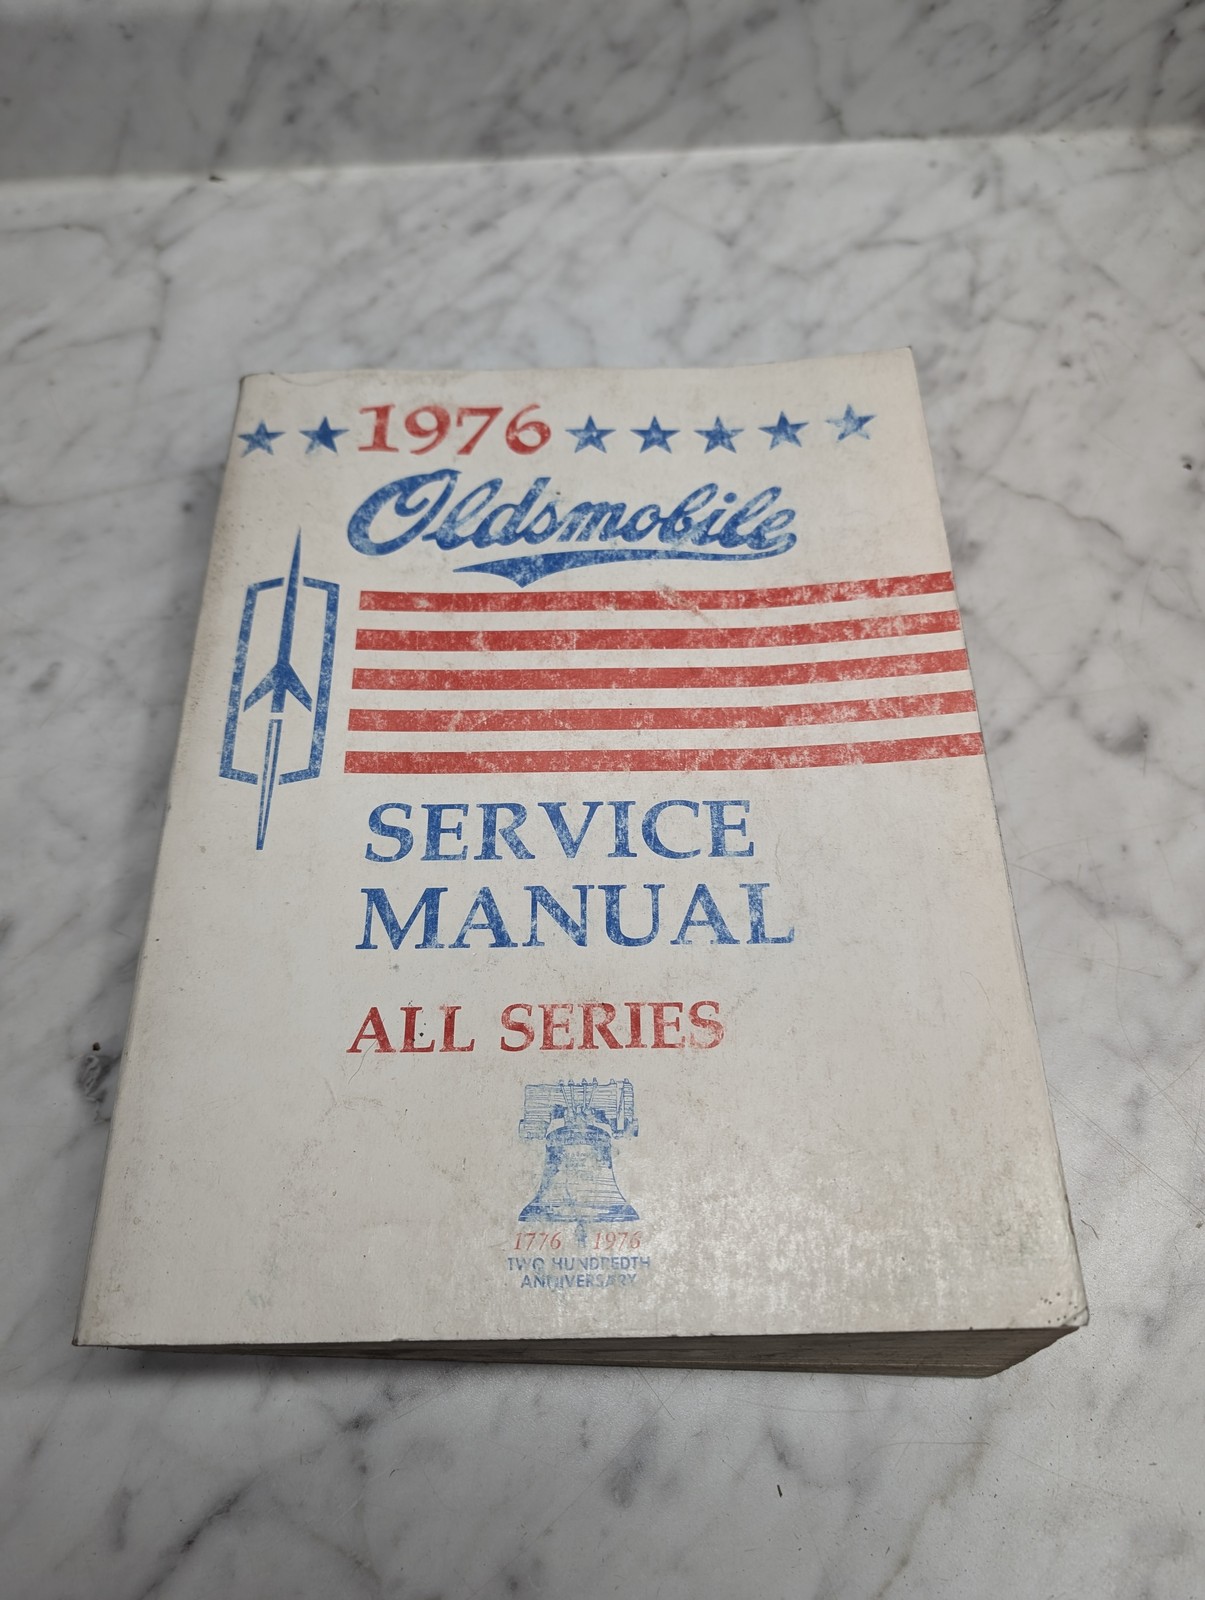 1976
Oldsmobile
SERVICE
MANUAL
ALL SERIES
1776 1976
TWO HUNDREDTH
ANNIVERSARY